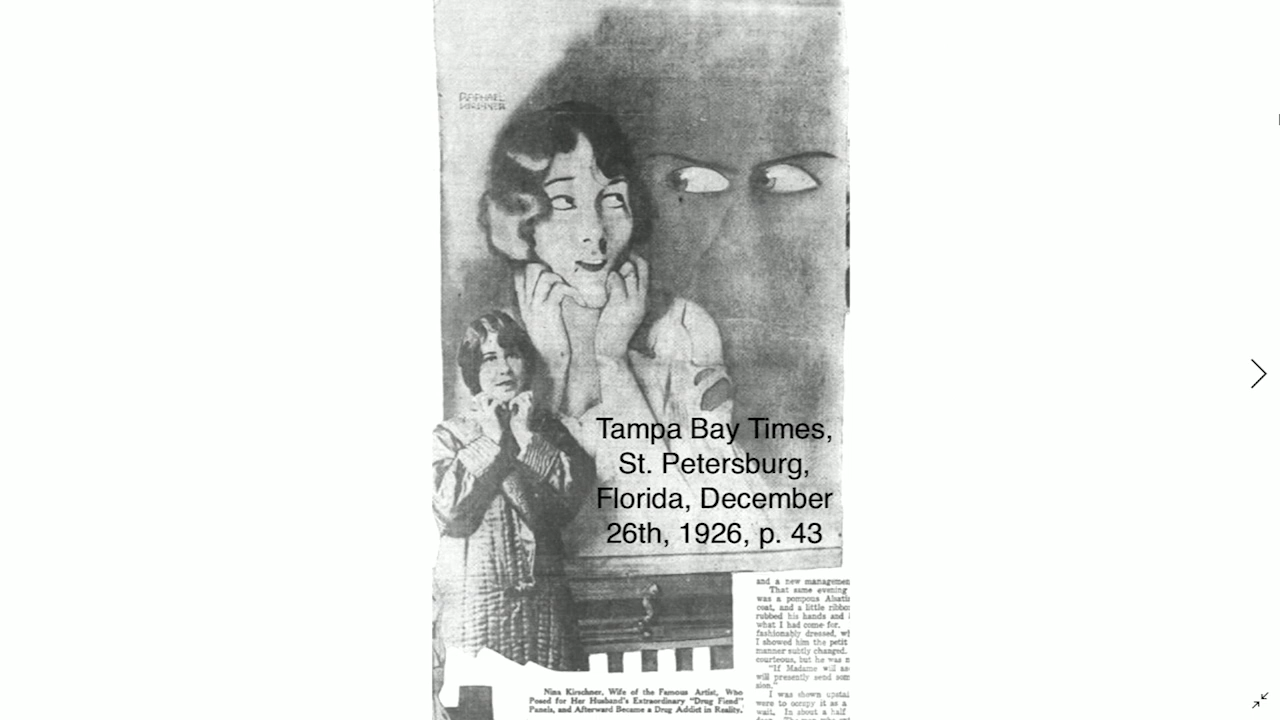 RAPHAEL
KIRCHNER
Tampa Bay Times,
St. Petersburg,
Florida, December
26th, 1926, p. 43
and a new managemen
That same evening
was a pompous Alsati
coat, and a little ribbo
rubbed his hands and
what I had come for.
fashionably dressed, wh
I showed him the petit
manner subtly changed.
courteous, but he was n
"If Madame will as
will presently send som
sion."
I was shown upstai
were to occupy it as a
wait. In about a half
Nina Kirschner, Wife of the Famous Artist, Who
Posed for Her Husband's Extraordinary "Drug Fiend"
Panels, and Afterward Became a Drug Addict in Reality.